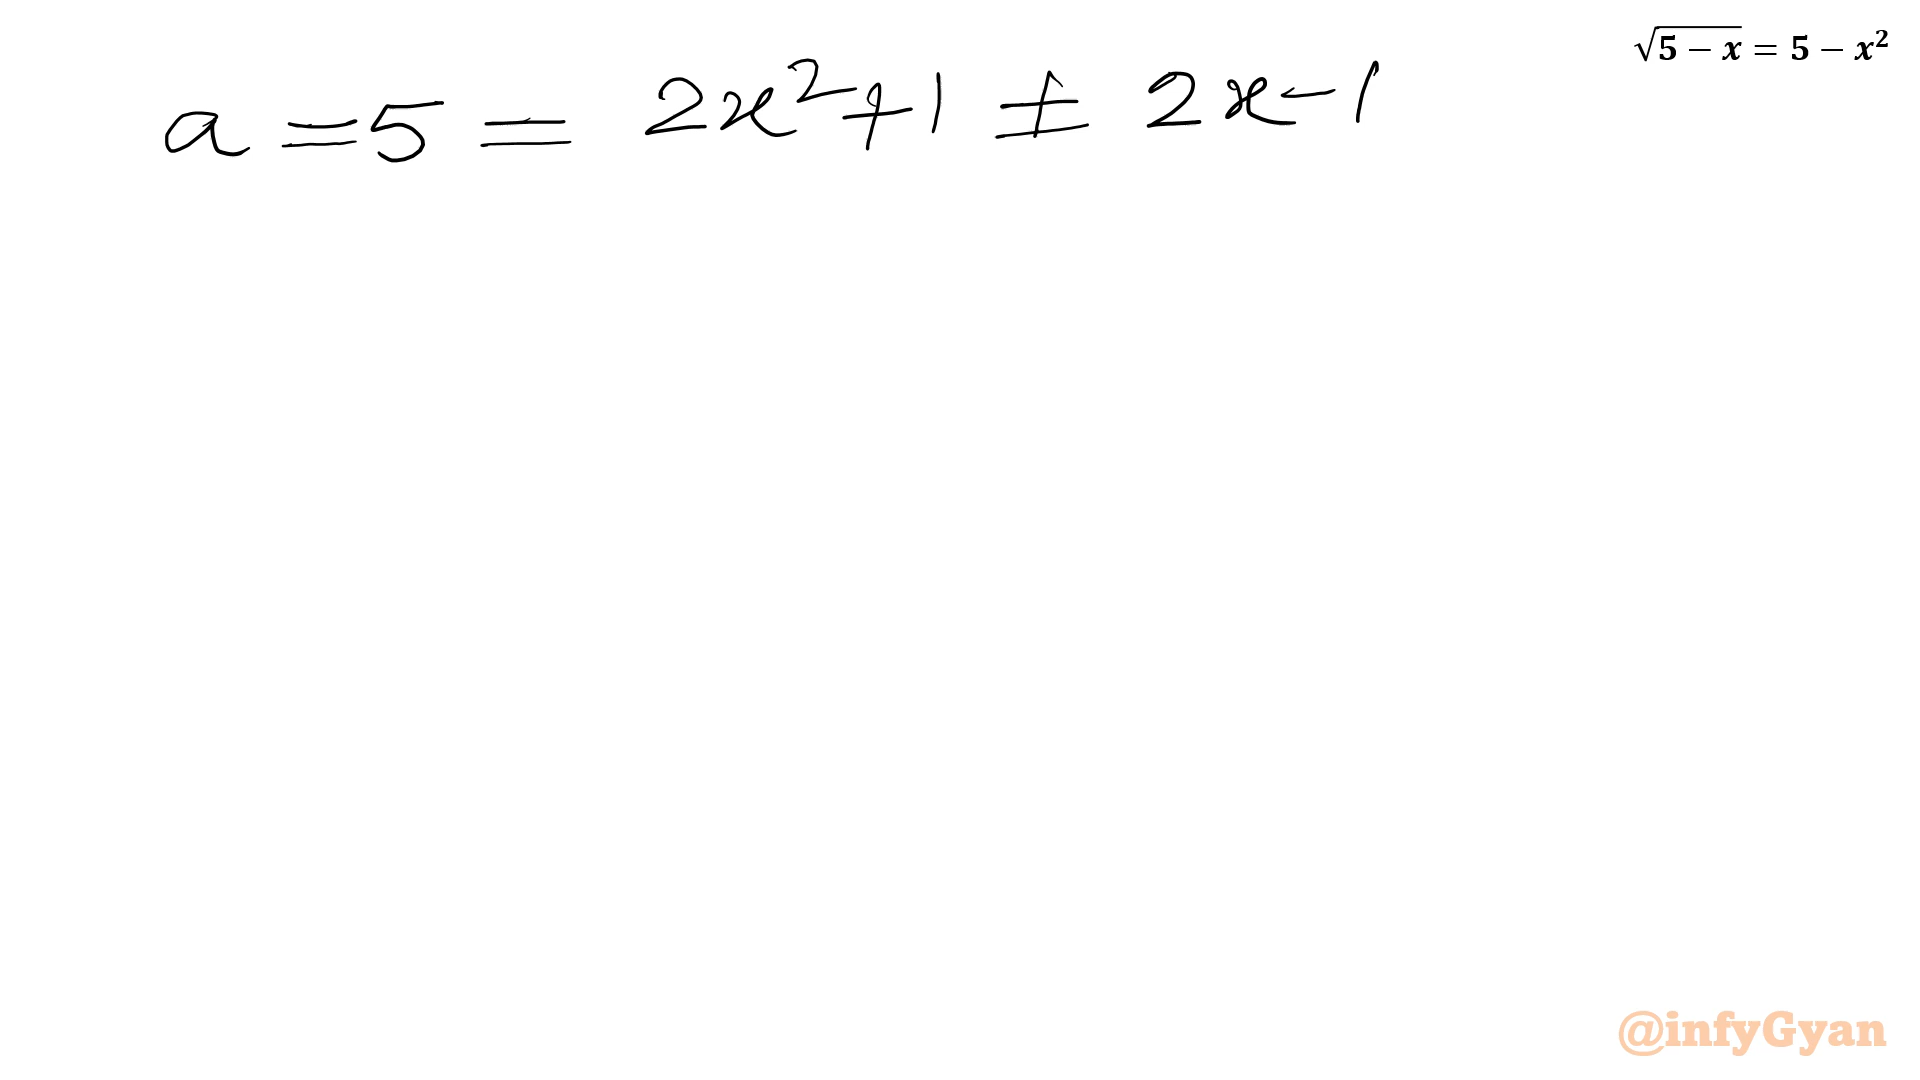 √(5 − x) = 5 − x²
a = 5 = 2x² + 1 ± 2x − 1
@infyGyan